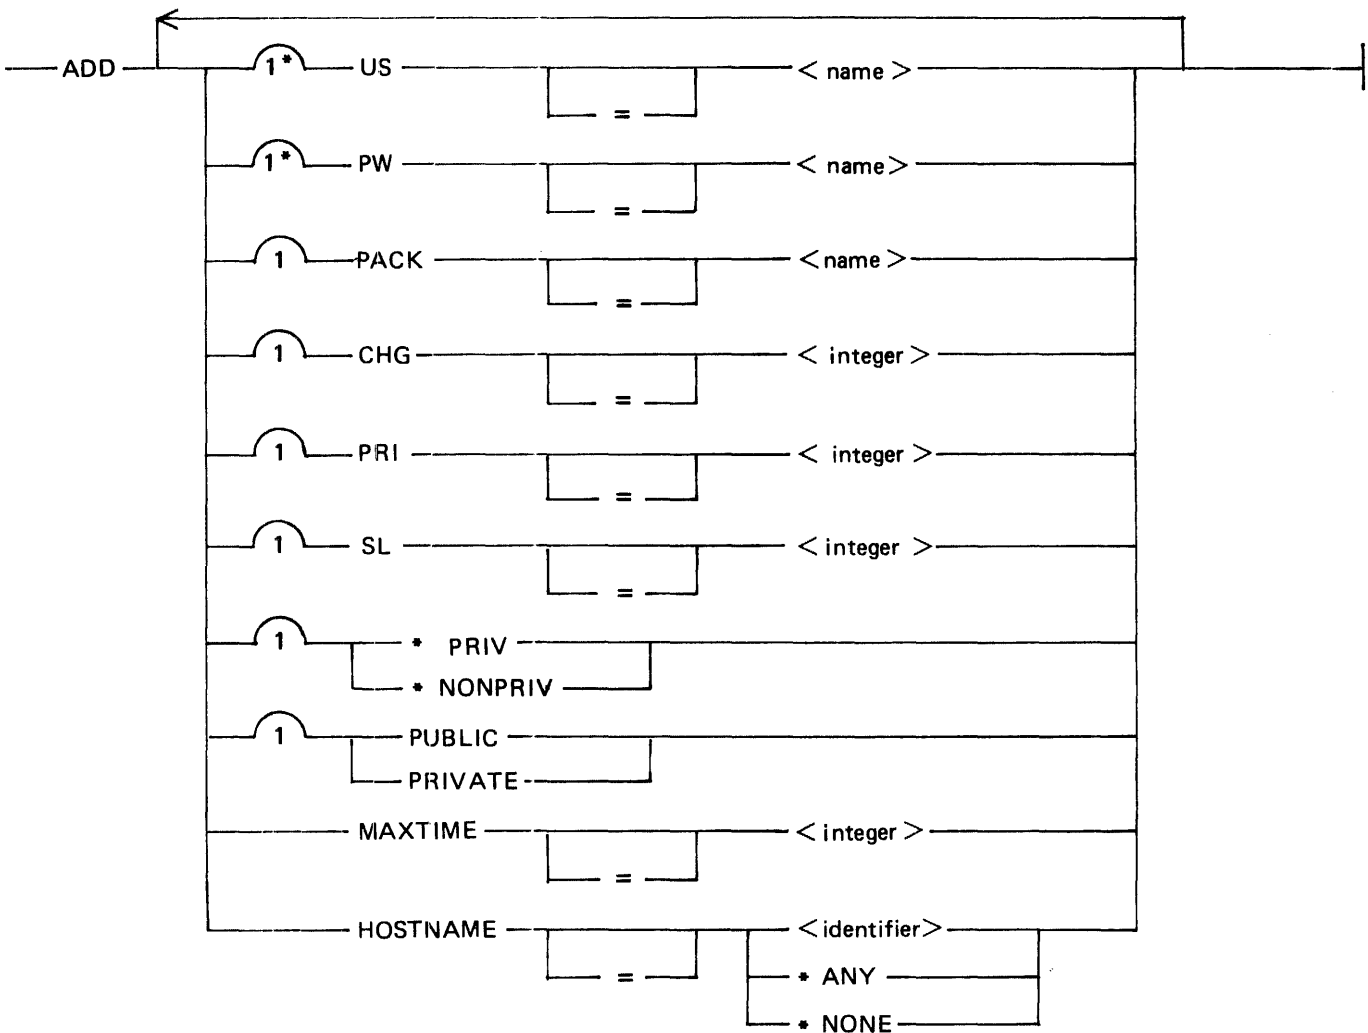 ADD 1* US < name >
=
1* PW < name >
=
1 PACK < name >
=
1 CHG < integer >
=
1 PRI < integer >
=
1 SL < integer >
=
1 * PRIV
* NONPRIV
1 PUBLIC
PRIVATE
MAXTIME < integer >
=
HOSTNAME < identifier >
= * ANY
* NONE